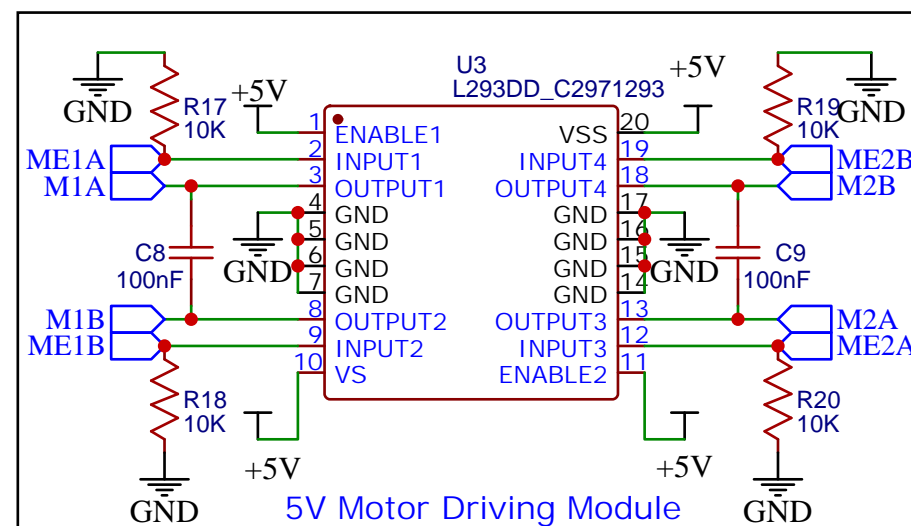 U3
L293DD_C2971293
GND
R17
10K
+5V
+5V
R19
10K
GND
1
ENABLE1
VSS
20
ME1A
2
INPUT1
INPUT4
19
ME2B
M1A
3
OUTPUT1
OUTPUT4
18
M2B
4
GND
GND
17
5
GND
GND
16
C8
100nF
GND
6
GND
GND
15
GND
C9
100nF
7
GND
GND
14
M1B
8
OUTPUT2
OUTPUT3
13
M2A
ME1B
9
INPUT2
INPUT3
12
ME2A
10
VS
ENABLE2
11
R18
10K
R20
10K
+5V
+5V
GND
5V Motor Driving Module
GND